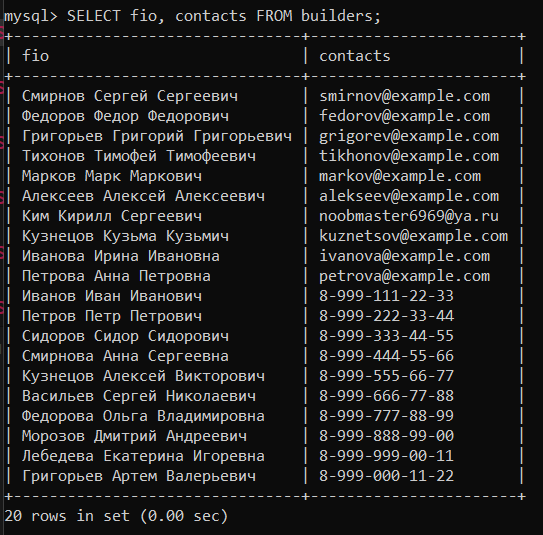 mysql> SELECT fio, contacts FROM builders;
+--------------------------------+-----------------------+
| fio                            | contacts              |
+--------------------------------+-----------------------+
| Смирнов Сергей Сергеевич       | smirnov@example.com   |
| Федоров Федор Федорович        | fedorov@example.com   |
| Григорьев Григорий Григорьевич | grigorev@example.com  |
| Тихонов Тимофей Тимофеевич     | tikhonov@example.com  |
| Марков Марк Маркович           | markov@example.com    |
| Алексеев Алексей Алексеевич    | alekseev@example.com  |
| Ким Кирилл Сергеевич           | noobmaster6969@ya.ru  |
| Кузнецов Кузьма Кузьмич        | kuznetsov@example.com |
| Иванова Ирина Ивановна         | ivanova@example.com   |
| Петрова Анна Петровна          | petrova@example.com   |
| Иванов Иван Иванович           | 8-999-111-22-33       |
| Петров Петр Петрович           | 8-999-222-33-44       |
| Сидоров Сидор Сидорович        | 8-999-333-44-55       |
| Смирнова Анна Сергеевна        | 8-999-444-55-66       |
| Кузнецов Алексей Викторович    | 8-999-555-66-77       |
| Васильев Сергей Николаевич     | 8-999-666-77-88       |
| Федорова Ольга Владимировна    | 8-999-777-88-99       |
| Морозов Дмитрий Андреевич      | 8-999-888-99-00       |
| Лебедева Екатерина Игоревна    | 8-999-999-00-11       |
| Григорьев Артем Валерьевич     | 8-999-000-11-22       |
+--------------------------------+-----------------------+
20 rows in set (0.00 sec)